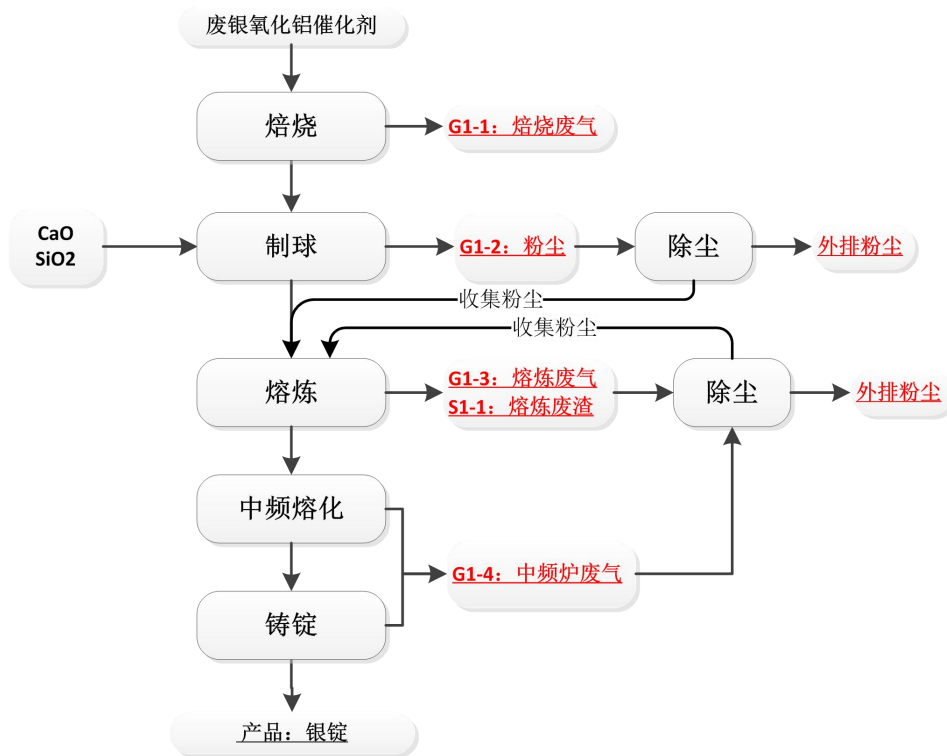 废银氧化铝催化剂
焙烧
G1-1：焙烧废气
CaO
SiO2
制球
G1-2：粉尘
除尘
外排粉尘
收集粉尘
收集粉尘
熔炼
G1-3：熔炼废气
S1-1：熔炼废渣
除尘
外排粉尘
中频熔化
G1-4：中频炉废气
铸锭
产品：银锭